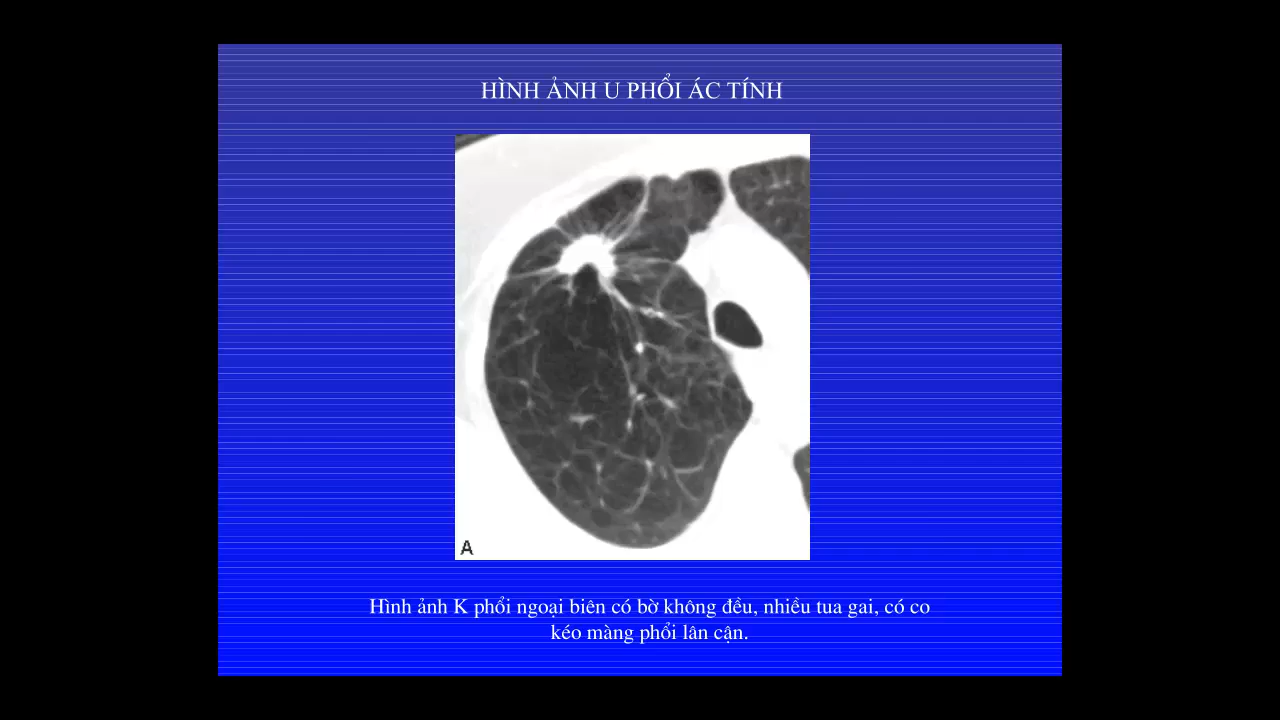 HÌNH ẢNH U PHỔI ÁC TÍNH
A
Hình ảnh K phổi ngoại biên có bờ không đều, nhiều tua gai, có co
kéo màng phổi lân cận.